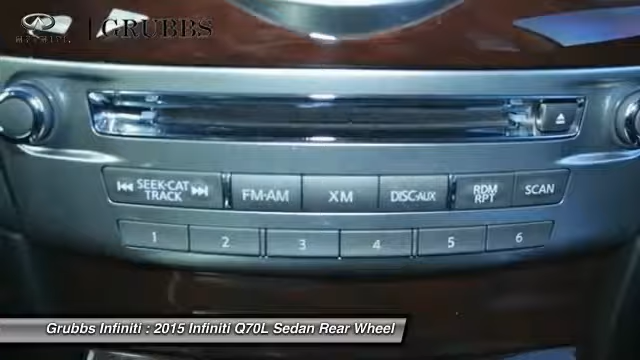 INFINITI | GRUBBS
SEEK·CAT TRACK
FM·AM
XM
DISC·AUX
RDM RPT
SCAN
1 2 3 4 5 6
Grubbs Infiniti : 2015 Infiniti Q70L Sedan Rear Wheel